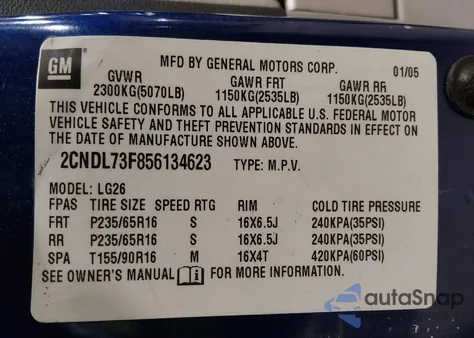 GM
MFD BY GENERAL MOTORS CORP. 01/05
GVWR GAWR FRT GAWR RR
2300KG(5070LB) 1150KG(2535LB) 1150KG(2535LB)
THIS VEHICLE CONFORMS TO ALL APPLICABLE U.S. FEDERAL MOTOR
VEHICLE SAFETY AND THEFT PREVENTION STANDARDS IN EFFECT ON
THE DATE OF MANUFACTURE SHOWN ABOVE.
2CNDL73F856134623 TYPE: M.P.V.
MODEL: LG26
FPAS TIRE SIZE SPEED RTG RIM COLD TIRE PRESSURE
FRT P235/65R16 S 16X6.5J 240KPA(35PSI)
RR P235/65R16 S 16X6.5J 240KPA(35PSI)
SPA T155/90R16 M 16X4T 420KPA(60PSI)
SEE OWNER'S MANUAL i FOR MORE INFORMATION.
autoSnap